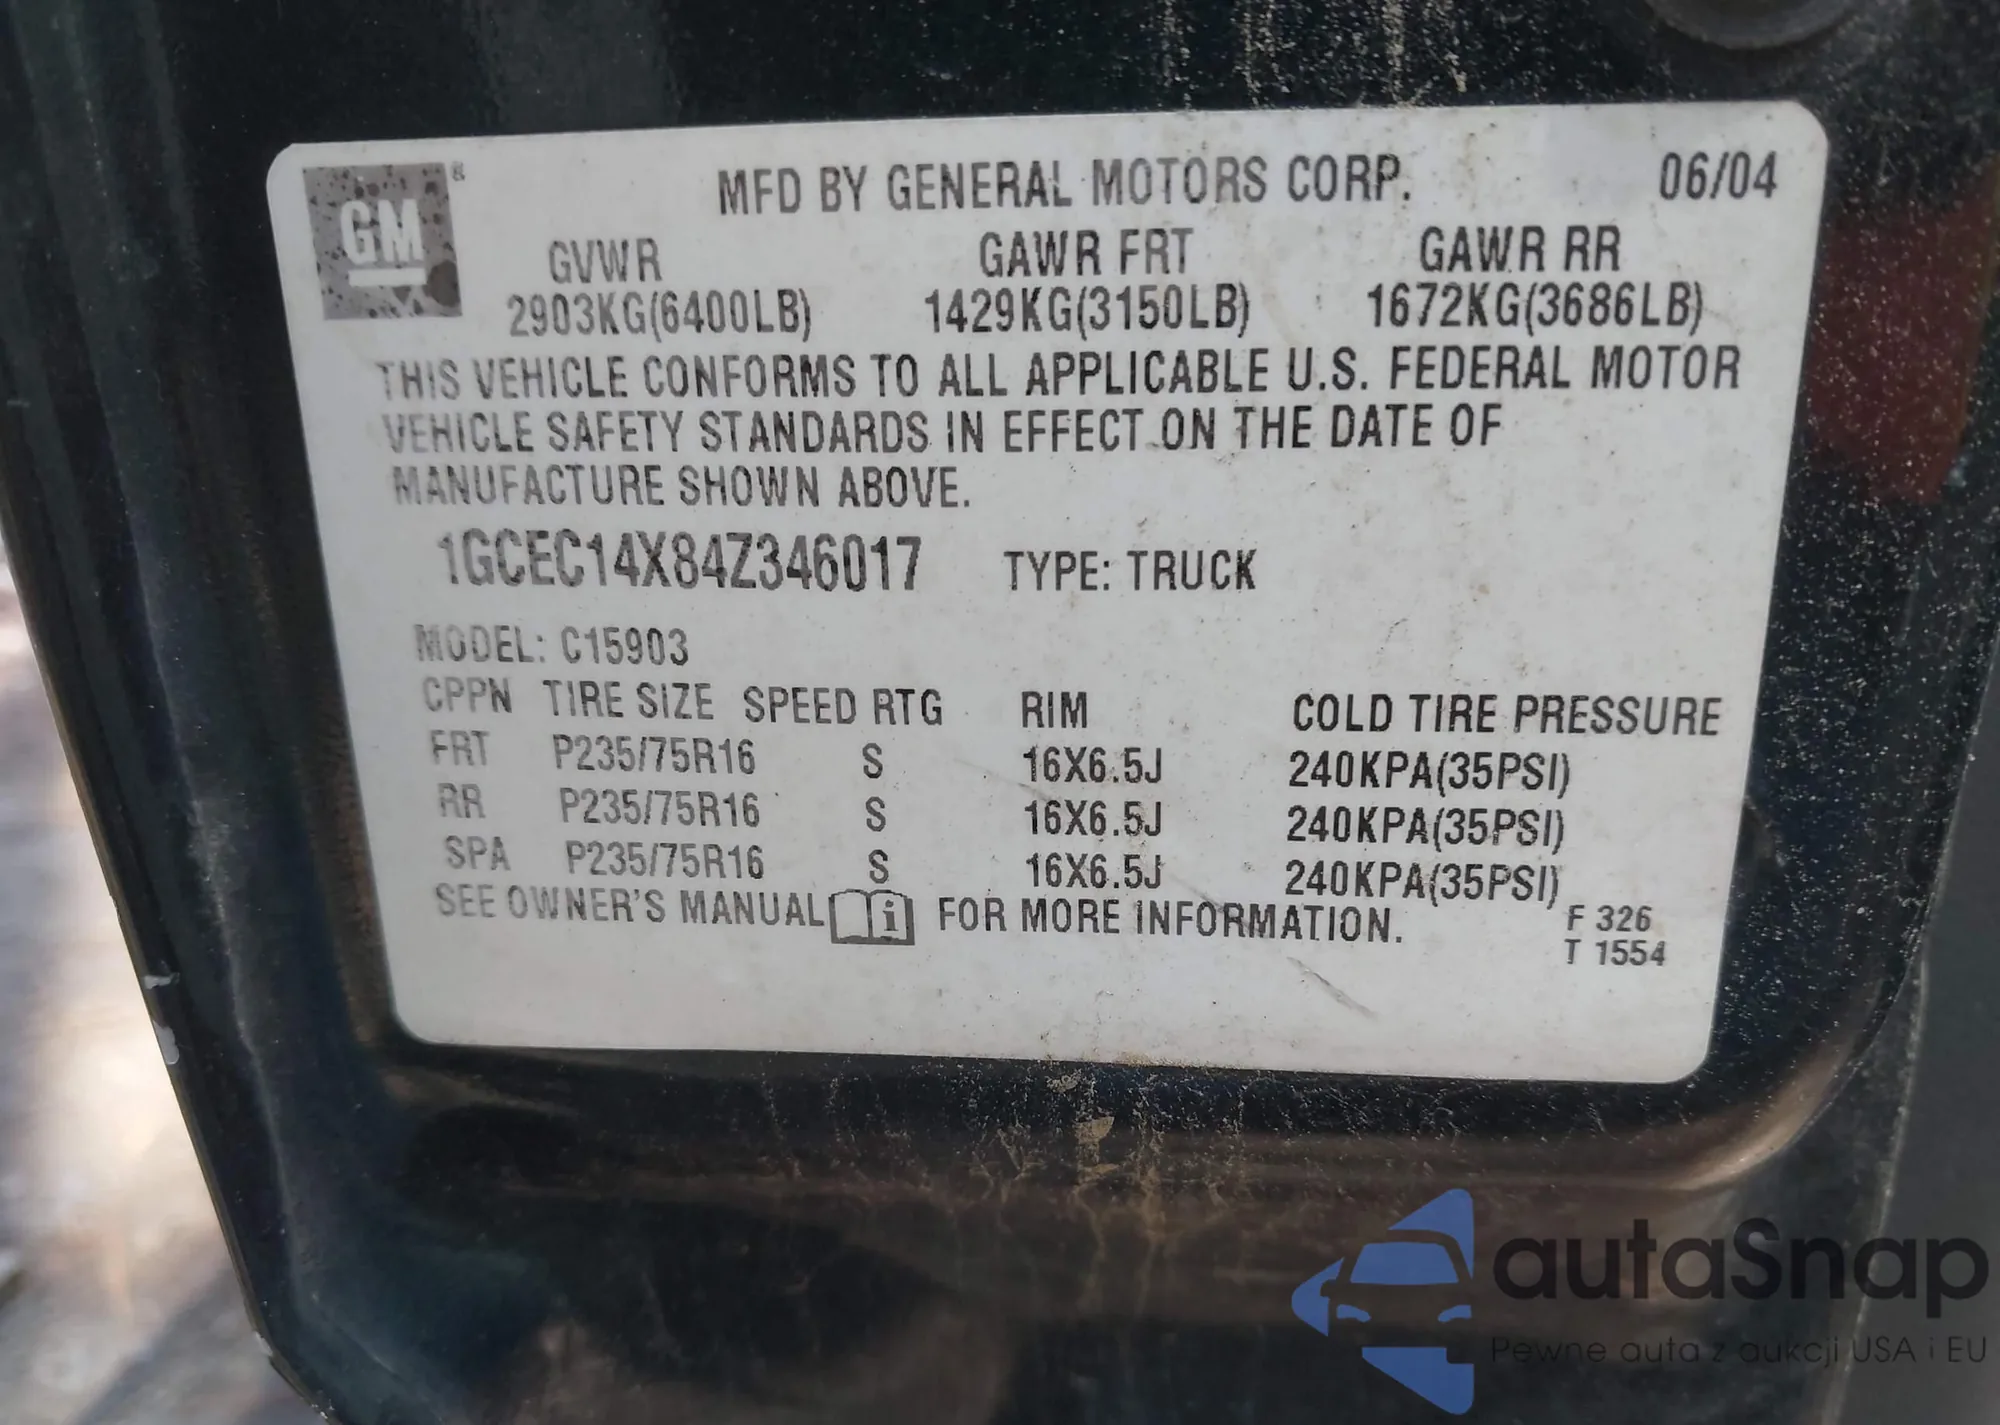 GM ®
MFD BY GENERAL MOTORS CORP. 06/04
GVWR GAWR FRT GAWR RR
2903KG(6400LB) 1429KG(3150LB) 1672KG(3686LB)
THIS VEHICLE CONFORMS TO ALL APPLICABLE U.S. FEDERAL MOTOR
VEHICLE SAFETY STANDARDS IN EFFECT ON THE DATE OF
MANUFACTURE SHOWN ABOVE.
1GCEC14X84Z346017 TYPE: TRUCK
MODEL: C15903
CPPN TIRE SIZE SPEED RTG RIM COLD TIRE PRESSURE
FRT P235/75R16 S 16X6.5J 240KPA(35PSI)
RR P235/75R16 S 16X6.5J 240KPA(35PSI)
SPA P235/75R16 S 16X6.5J 240KPA(35PSI)
SEE OWNER'S MANUAL i FOR MORE INFORMATION.
F 326
T 1554
autaSnap
Pewne auta z aukcji USA i EU